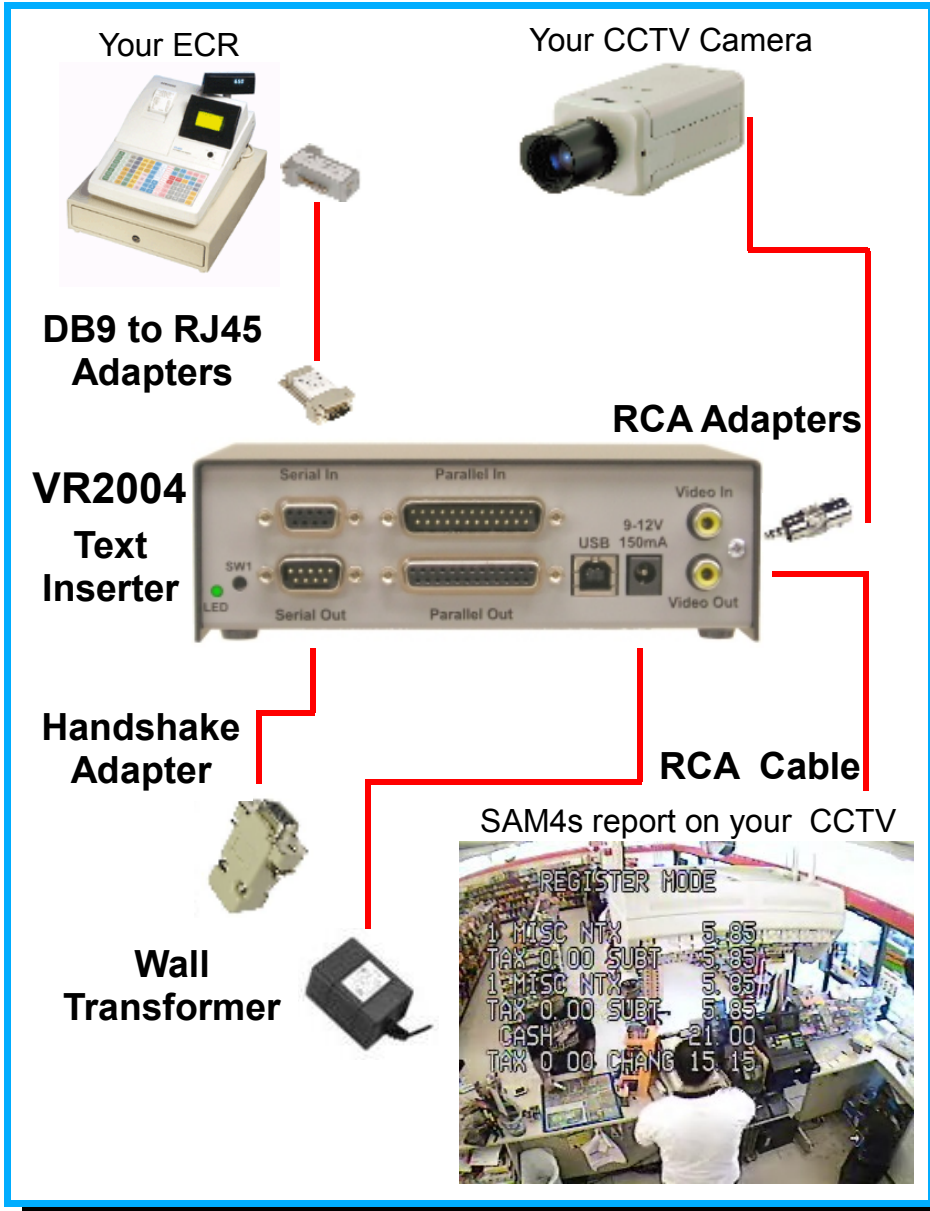 Your ECR
Your CCTV Camera
DB9 to RJ45
Adapters
RCA Adapters
VR2004
Text
Inserter
Serial In
Parallel In
Video In
9-12V
USB 150mA
SW1
LED
Serial Out
Parallel Out
Video Out
Handshake
Adapter
RCA Cable
SAM4s report on your CCTV
REGISTER MODE
1 MISC NTX 5.85
TAX 0.00 SUBT 5.85
1 MISC NTX 5.85
TAX 0.00 SUBT 5.85
CASH 21.00
TAX 0.00 CHANG 15.15
Wall
Transformer